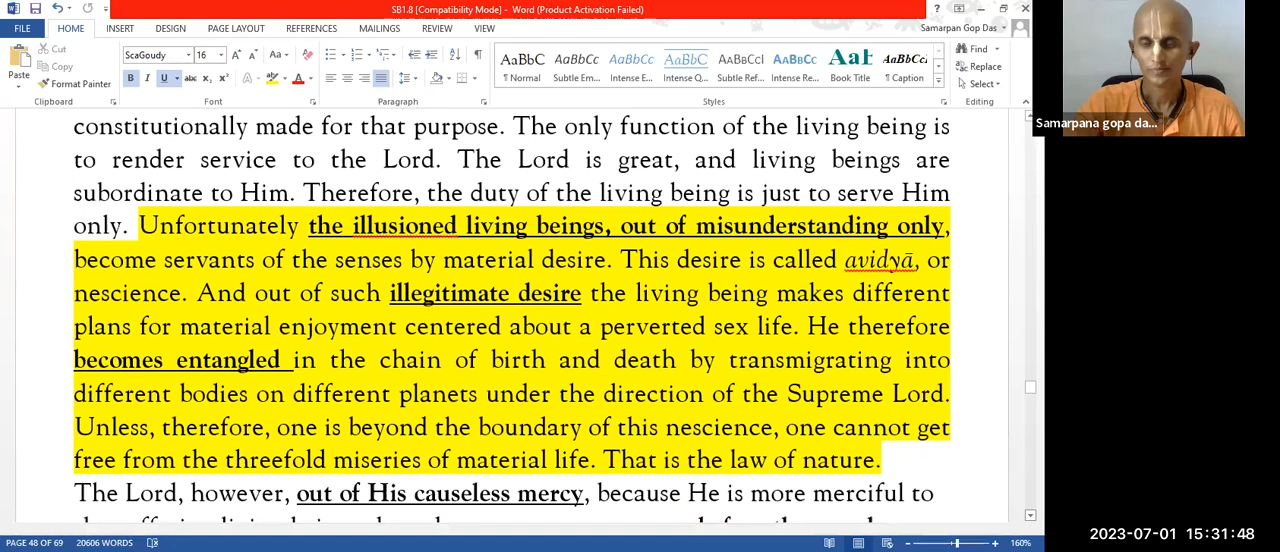 SB1.8 [Compatibility Mode] - Word (Product Activation Failed)
FILE HOME INSERT DESIGN PAGE LAYOUT REFERENCES MAILINGS REVIEW VIEW Samarpan Gop Das
Cut
Copy
Format Painter
Paste
Clipboard
ScaGoudy 16
Font
Paragraph
AaBbC AaBbCc AaBbCc AaBbCc AaBbCc AaBbCc AaB AaBbCc
¶ Normal Subtle Em... Intense E... Intense Q... Subtle Ref... Intense Re... Book Title ¶ Caption
Styles
Find
Replace
Select
Editing
Samarpana gopa da...
constitutionally made for that purpose. The only function of the living being is
to render service to the Lord. The Lord is great, and living beings are
subordinate to Him. Therefore, the duty of the living being is just to serve Him
only. Unfortunately the illusioned living beings, out of misunderstanding only,
become servants of the senses by material desire. This desire is called avidyā, or
nescience. And out of such illegitimate desire the living being makes different
plans for material enjoyment centered about a perverted sex life. He therefore
becomes entangled in the chain of birth and death by transmigrating into
different bodies on different planets under the direction of the Supreme Lord.
Unless, therefore, one is beyond the boundary of this nescience, one cannot get
free from the threefold miseries of material life. That is the law of nature.
The Lord, however, out of His causeless mercy, because He is more merciful to
PAGE 48 OF 69 20606 WORDS 160%
2023-07-01 15:31:48